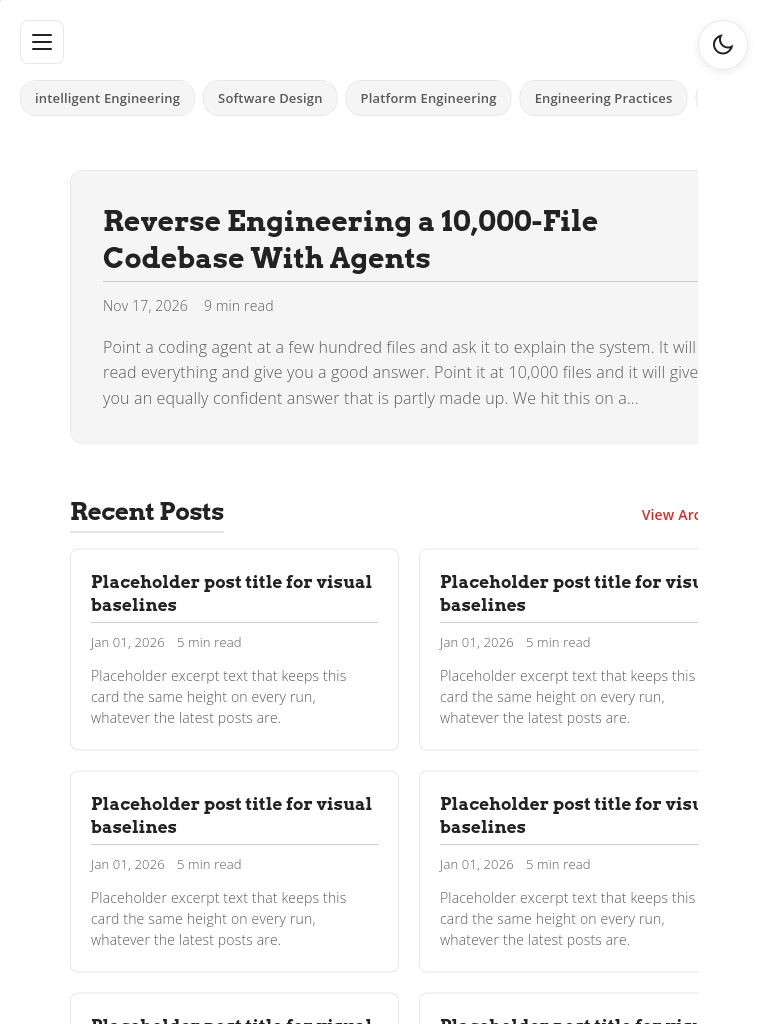 intelligent Engineering
Software Design
Platform Engineering
Engineering Practices
Reverse Engineering a 10,000-File
Codebase With Agents
Nov 17, 2026 9 min read
Point a coding agent at a few hundred files and ask it to explain the system. It will
read everything and give you a good answer. Point it at 10,000 files and it will give
you an equally confident answer that is partly made up. We hit this on a...
Recent Posts
View
Placeholder post title for visual
baselines
Jan 01, 2026 5 min read
Placeholder excerpt text that keeps this
card the same height on every run,
whatever the latest posts are.
Placeholder post title for
baselines
Jan 01, 2026 5 min read
Placeholder excerpt text that keeps this
card the same height on every run,
whatever the latest posts are.
Placeholder post title for visual
baselines
Jan 01, 2026 5 min read
Placeholder excerpt text that keeps this
card the same height on every run,
whatever the latest posts are.
Placeholder post title for
baselines
Jan 01, 2026 5 min read
Placeholder excerpt text that keeps this
card the same height on every run,
whatever the latest posts are.